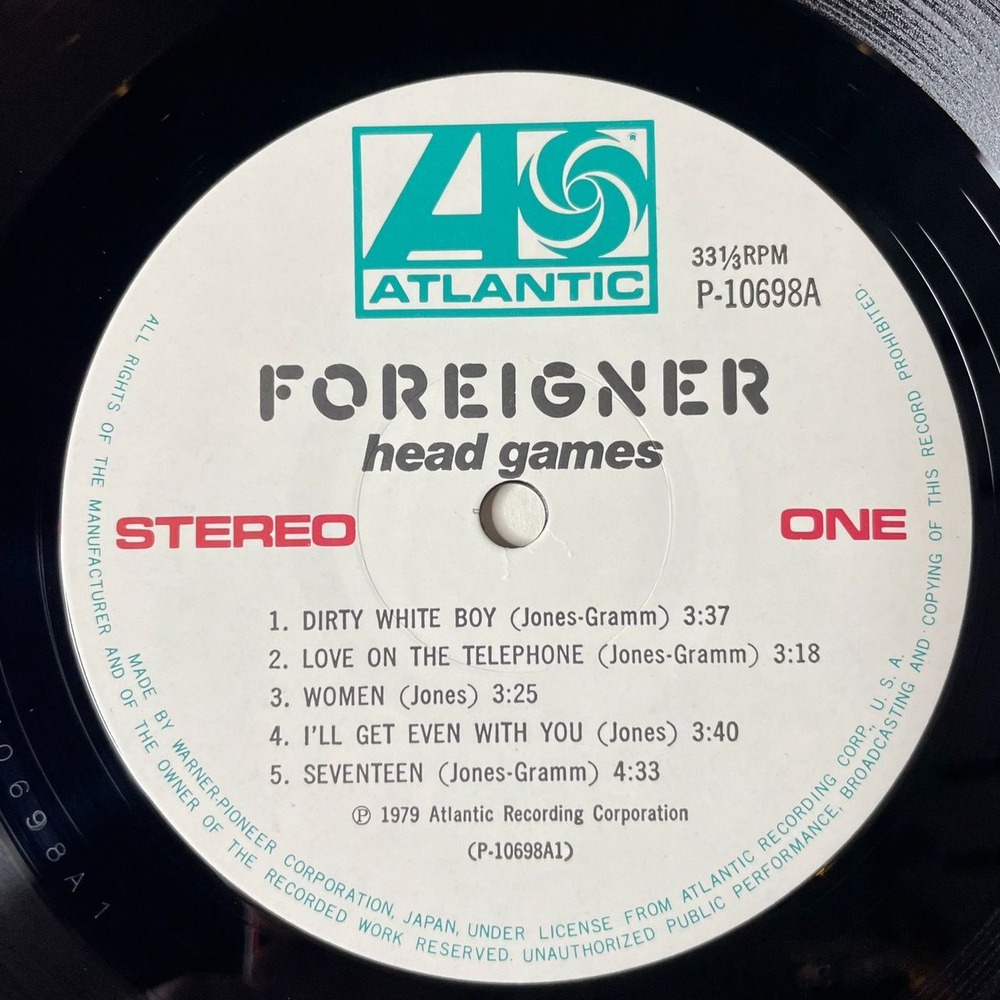 ATLANTIC
33⅓RPM
P-10698A
FOREIGNER
head games
STEREO
ONE
1. DIRTY WHITE BOY (Jones-Gramm) 3:37
2. LOVE ON THE TELEPHONE (Jones-Gramm) 3:18
3. WOMEN (Jones) 3:25
4. I'LL GET EVEN WITH YOU (Jones) 3:40
5. SEVENTEEN (Jones-Gramm) 4:33
℗ 1979 Atlantic Recording Corporation
(P-10698A1)
MADE BY WARNER-PIONEER CORPORATION, JAPAN, UNDER LICENSE FROM ATLANTIC RECORDING CORP., U. S. A.
ALL RIGHTS OF THE MANUFACTURER AND OF THE OWNER OF THE RECORDED WORK RESERVED. UNAUTHORIZED PUBLIC PERFORMANCE, BROADCASTING AND COPYING OF THIS RECORD PROHIBITED.
0698A 1